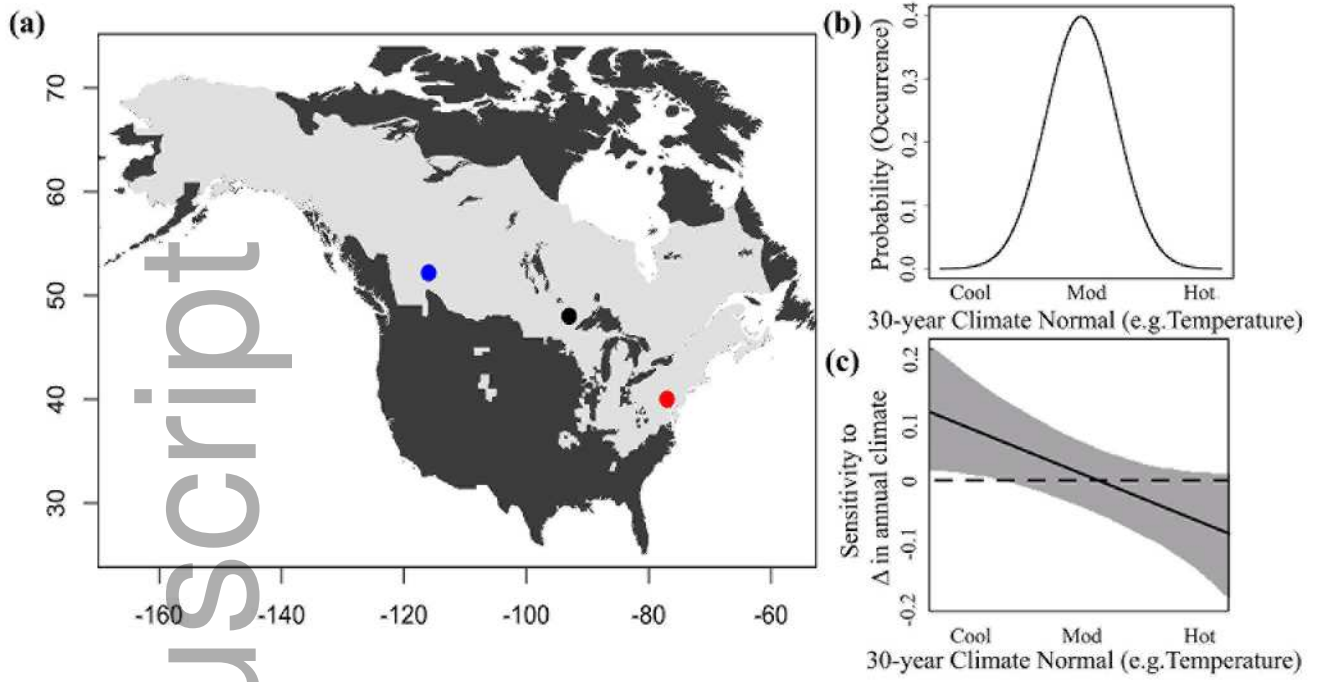 (a)
70
60
50
40
30
-160
-140
-120
-100
-80
-60
uscript
(b)
Probability (Occurrence)
0.4
0.3
0.2
0.1
0.0
Cool Mod Hot
30-year Climate Normal (e.g.Temperature)
(c)
Sensitivity to
Δ in annual climate
0.2
0.1
0
-0.1
-0.2
Cool Mod Hot
30-year Climate Normal (e.g.Temperature)